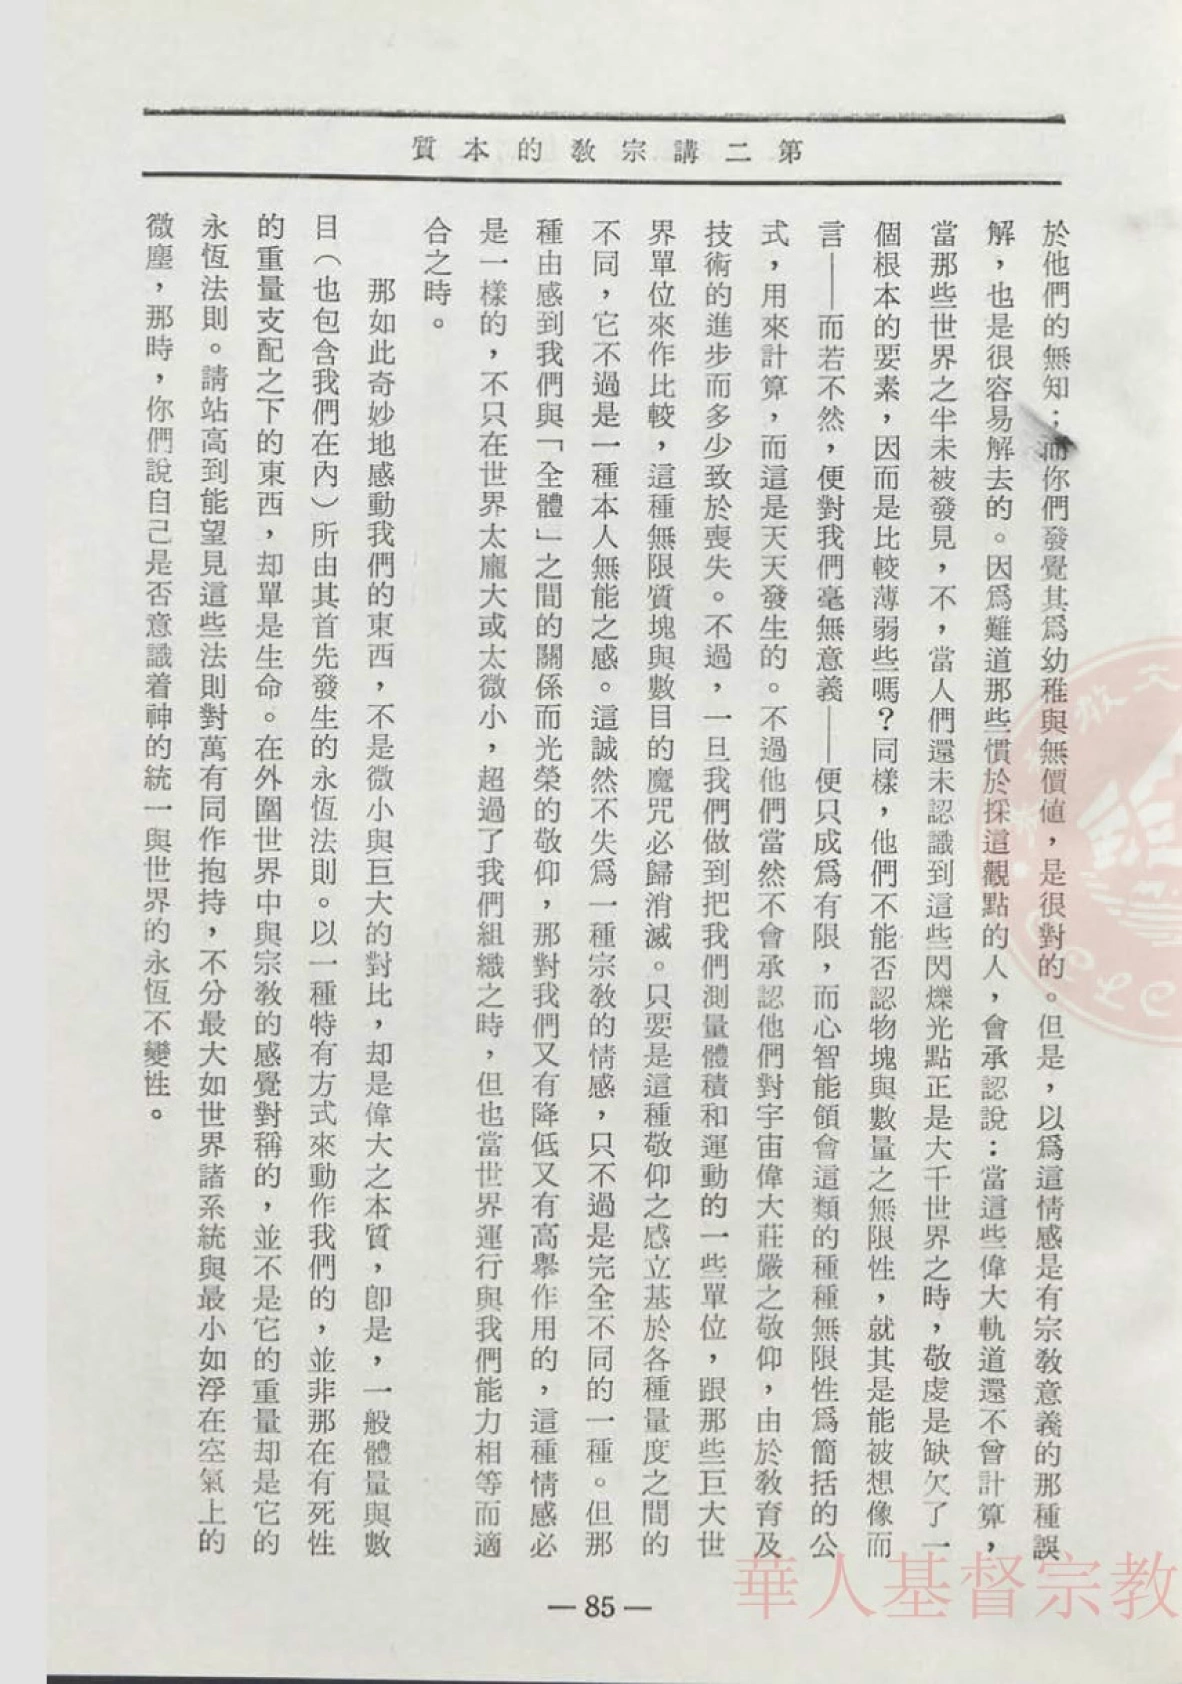 第二講宗教的本質
於他們的無知；而你們發覺其爲幼稚與無價值，是很對的。但是，以爲這情感是有宗教意義的那種誤
解，也是很容易解去的。因爲難道那些慣於採這觀點的人，會承認說：當這些偉大軌道還不會計算，
當那些世界之半未被發見，不，當人們還未認識到這些閃爍光點正是大千世界之時，敬虔是缺欠了一
個根本的要素，因而是比較薄弱些嗎？同樣，他們不能否認物塊與數量之無限性，就其是能被想像而
言——而若不然，便對我們毫無意義——便只成爲有限，而心智能領會這類的種種無限性爲簡括的公
式，用來計算，而這是天天發生的。不過他們當然不會承認他們對宇宙偉大莊嚴之敬仰，由於教育及
技術的進步而多少致於喪失。不過，一旦我們做到把我們測量體積和運動的一些單位，跟那些巨大世
界單位來作比較，這種無限質塊與數目的魔咒必歸消滅。只要是這種敬仰之感立基於各種量度之間的
不同，它不過是一種本人無能之感。這誠然不失爲一種宗教的情感，只不過是完全不同的一種。但那
種由感到我們與「全體」之間的關係而光榮的敬仰，那對我們又有降低又有高舉作用的，這種情感必
是一樣的，不只在世界太龐大或太微小，超過了我們組織之時，但也當世界運行與我們能力相等而適
合之時。
那如此奇妙地感動我們的東西，不是微小與巨大的對比，却是偉大之本質，卽是，一般體量與數
目（也包含我們在內）所由其首先發生的永恆法則。以一種特有方式來動作我們的，並非那在有死性
的重量支配之下的東西，却單是生命。在外圍世界中與宗教的感覺對稱的，並不是它的重量却是它的
永恆法則。請站高到能望見這些法則對萬有同作抱持，不分最大如世界諸系統與最小如浮在空氣上的
微塵，那時，你們說自己是否意識着神的統一與世界的永恆不變性。
— 85 —
華人基督宗教